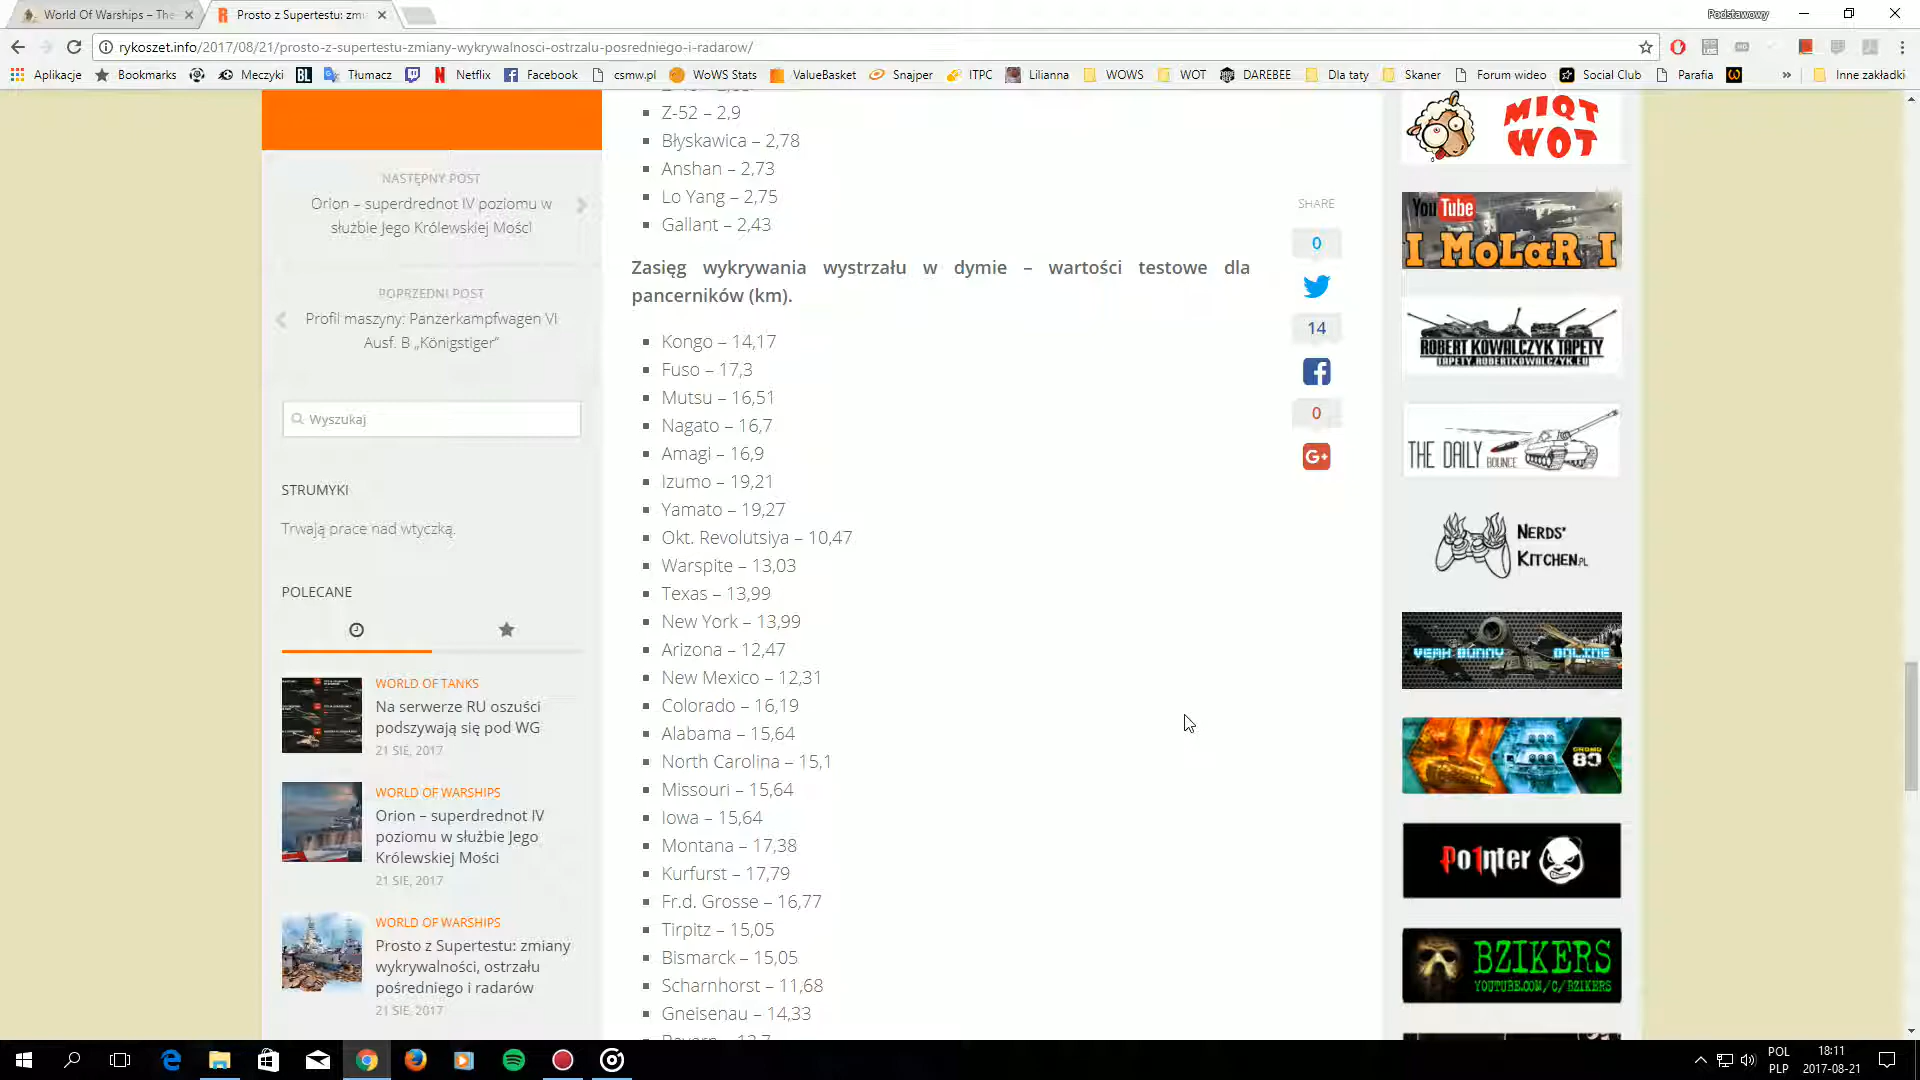 World Of Warships – The
Prosto z Supertestu: zmi
Podstawowy
rykoszet.info/2017/08/21/prosto-z-supertestu-zmiany-wykrywalnosci-ostrzalu-posredniego-i-radarow/
Aplikacje
Bookmarks
Meczyki
BL
Tłumacz
Netflix
Facebook
csmw.pl
WoWS Stats
ValueBasket
Snajper
ITPC
Lilianna
WOWS
WOT
DAREBEE
Dla taty
Skaner
Forum wideo
Social Club
Parafia
»
Inne zakładki
NASTĘPNY POST
Orion – superdrednot IV poziomu w
służbie Jego Królewskiej Mości
POPRZEDNI POST
Profil maszyny: Panzerkampfwagen VI
Ausf. B „Königstiger”
Wyszukaj
STRUMYKI
Trwają prace nad wtyczką.
POLECANE
WORLD OF TANKS
Na serwerze RU oszuści
podszywają się pod WG
21 SIE, 2017
WORLD OF WARSHIPS
Orion – superdrednot IV
poziomu w służbie Jego
Królewskiej Mości
21 SIE, 2017
WORLD OF WARSHIPS
Prosto z Supertestu: zmiany
wykrywalności, ostrzału
pośredniego i radarów
21 SIE, 2017
Z-52 – 2,9
Błyskawica – 2,78
Anshan – 2,73
Lo Yang – 2,75
Gallant – 2,43
Zasięg wykrywania wystrzału w dymie – wartości testowe dla
pancerników (km).
Kongo – 14,17
Fuso – 17,3
Mutsu – 16,51
Nagato – 16,7
Amagi – 16,9
Izumo – 19,21
Yamato – 19,27
Okt. Revolutsiya – 10,47
Warspite – 13,03
Texas – 13,99
New York – 13,99
Arizona – 12,47
New Mexico – 12,31
Colorado – 16,19
Alabama – 15,64
North Carolina – 15,1
Missouri – 15,64
Iowa – 15,64
Montana – 17,38
Kurfurst – 17,79
Fr.d. Grosse – 16,77
Tirpitz – 15,05
Bismarck – 15,05
Scharnhorst – 11,68
Gneisenau – 14,33
SHARE
0
14
0
G+
MIQT
WOT
You Tube
I MoLaR I
ROBERT KOWALCZYK TAPETY
TAPETY.ROBERTKOWALCZYK.EU
THE DAILY BOUNCE
NERDS'
KITCHEN.PL
YEAH BUNNY ONLINE
80
Po1nter
BZIKERS
YOUTUBE.COM/C/BZIKERS
POL
PLP
18:11
2017-08-21